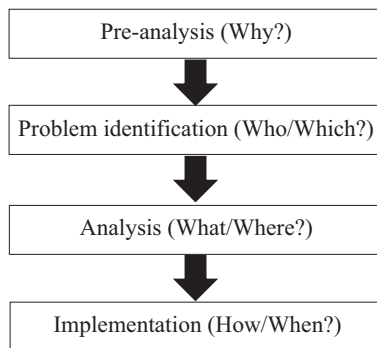 Pre-analysis (Why?)
Problem identification (Who/Which?)
Analysis (What/Where?)
Implementation (How/When?)